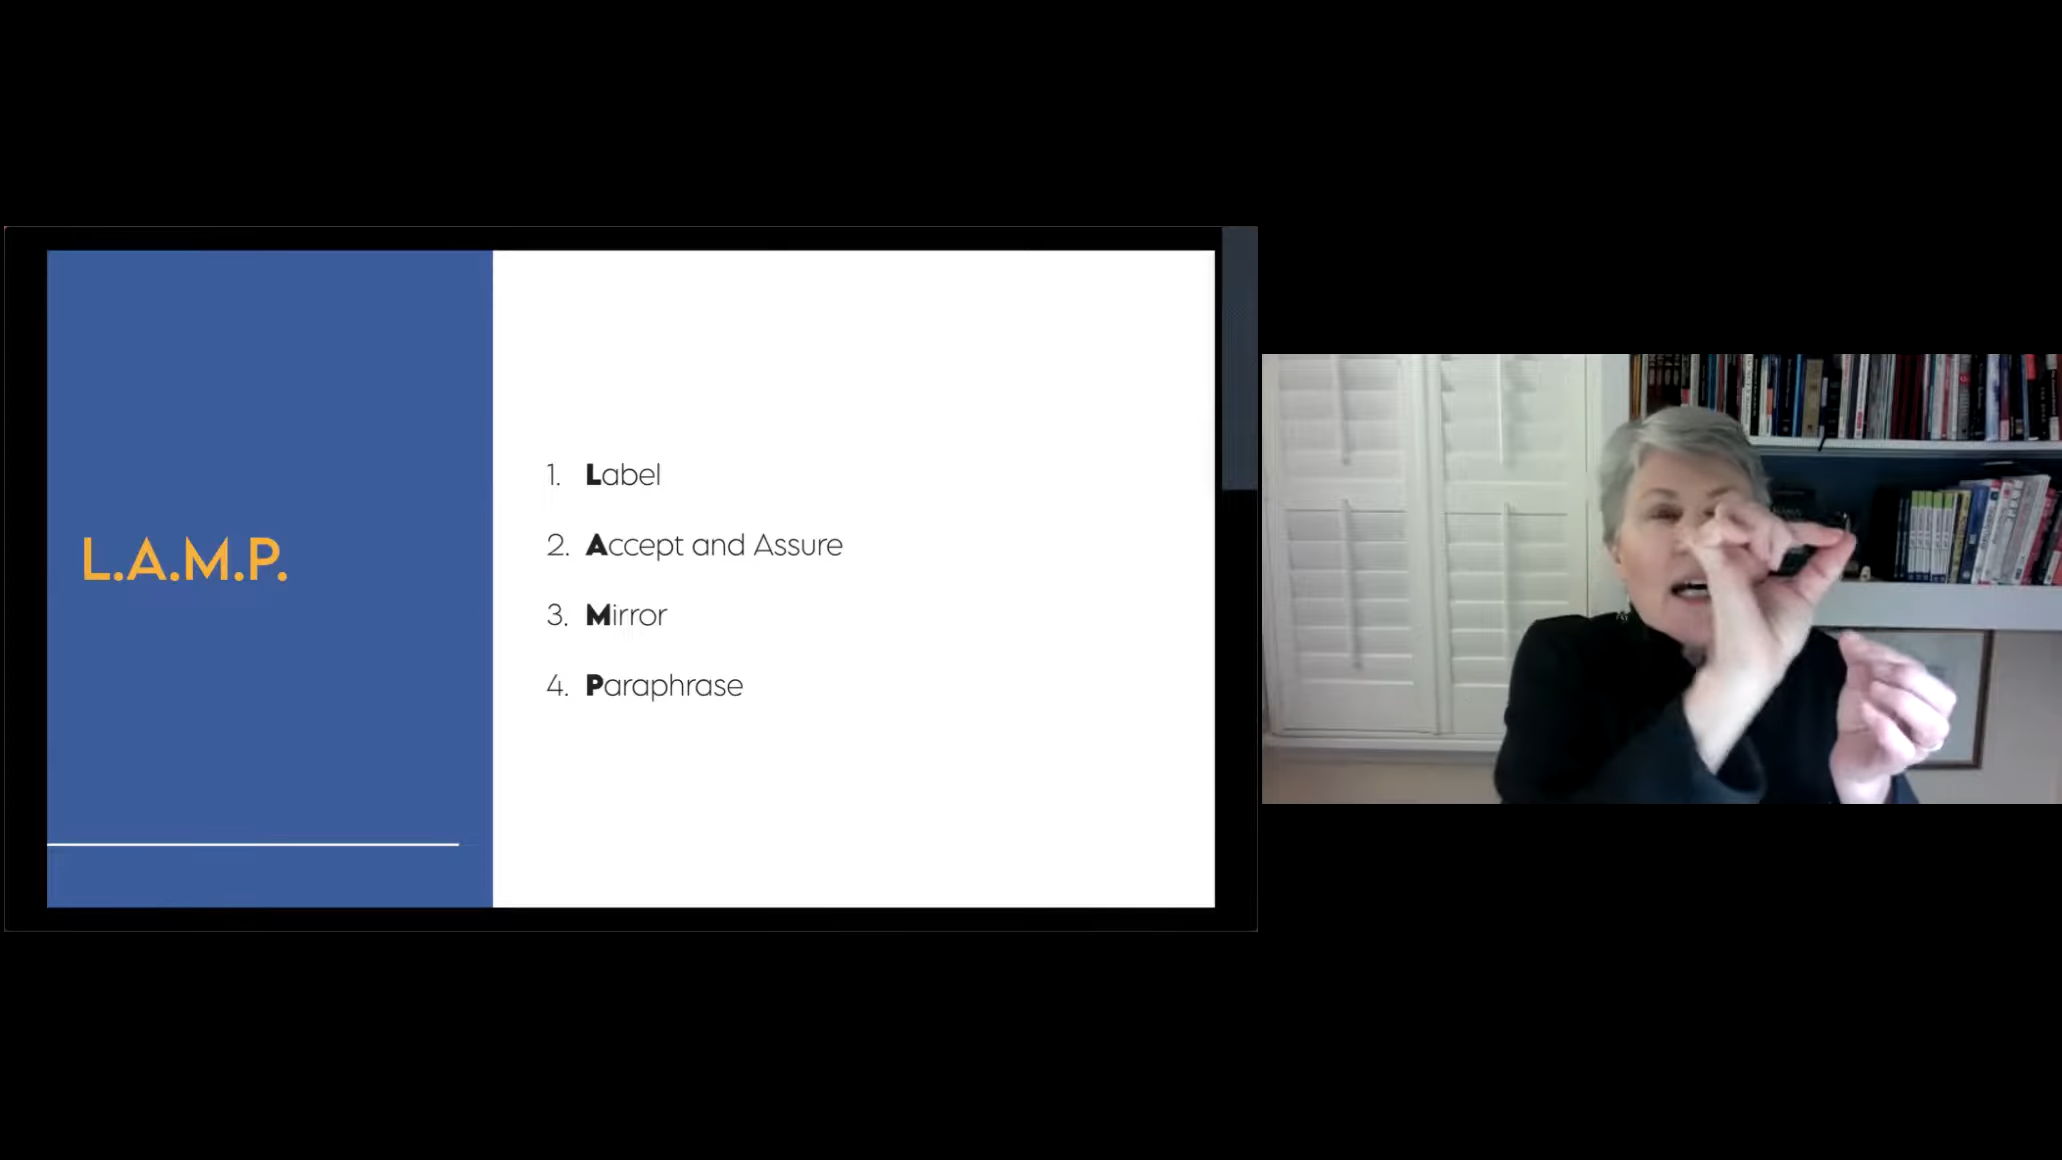 L.A.M.P.
1. Label
2. Accept and Assure
3. Mirror
4. Paraphrase